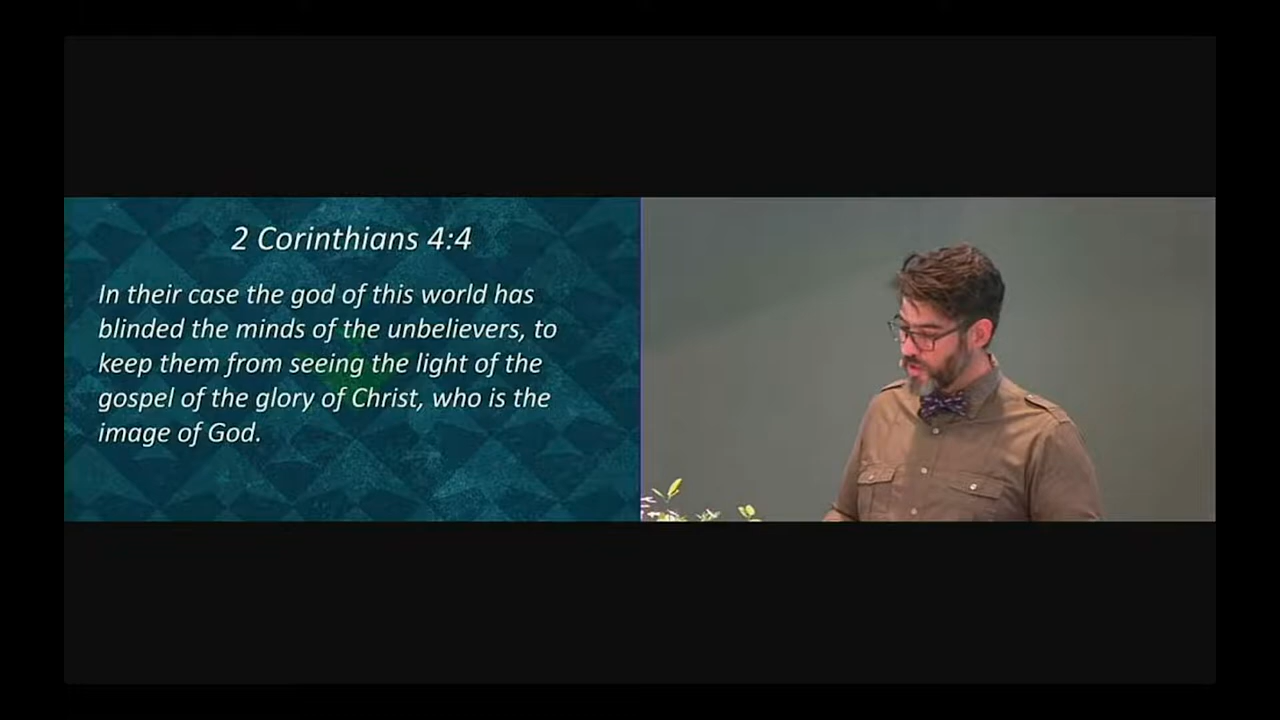 2 Corinthians 4:4
In their case the god of this world has
blinded the minds of the unbelievers, to
keep them from seeing the light of the
gospel of the glory of Christ, who is the
image of God.